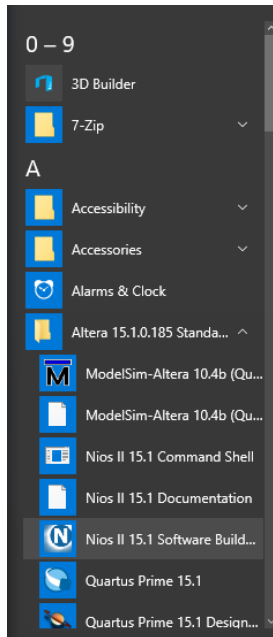 0 – 9
3D Builder
7-Zip
A
Accessibility
Accessories
Alarms & Clock
Altera 15.1.0.185 Standa...
ModelSim-Altera 10.4b (Qu...
ModelSim-Altera 10.4b (Qu...
Nios II 15.1 Command Shell
Nios II 15.1 Documentation
Nios II 15.1 Software Build...
Quartus Prime 15.1
Quartus Prime 15.1 Design...